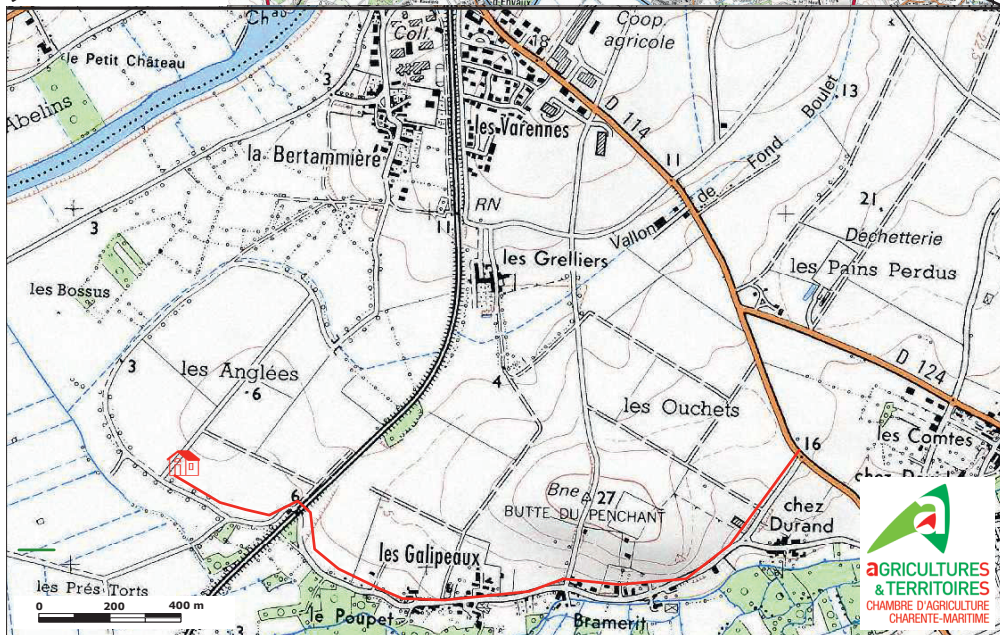 Chau
d'Envaux
Coll.
Coop.
agricole
18
le Petit Château
3
Abelins
les Varennes
D 114
Boulet
13
la Bertammière
11
Fond
de
RN
21
3
11
Vallon
Déchetterie
les Grelliers
les Pains Perdus
les Bossus
3
les Anglées
6
4
D 124
les Ouchets
16
les Comtes
6
Bne
27
BUTTE DU PENCHANT
chez
Durand
les Galipeaux
les Prés Torts
le Poupet
Bramerit
3
0 200 400 m
aGRICULTURES
& TERRITOIRES
CHAMBRE D'AGRICULTURE
CHARENTE-MARITIME